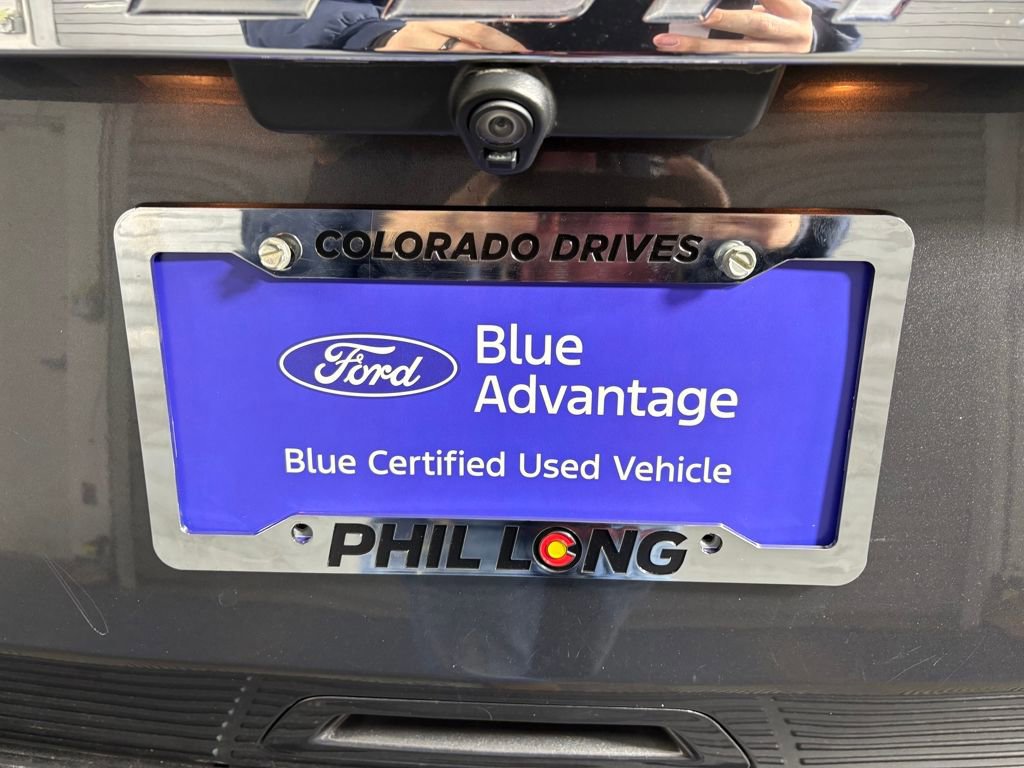 COLORADO DRIVES
Ford
Blue
Advantage
Blue Certified Used Vehicle
PHIL LONG